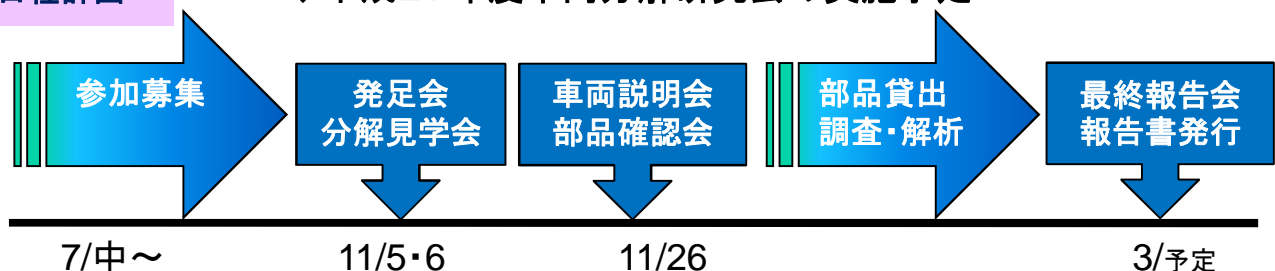 参加募集
発足会
分解見学会
車両説明会
部品確認会
部品貸出
調査・解析
最終報告会
報告書発行
7/中～
11/5・6
11/26
3/予定